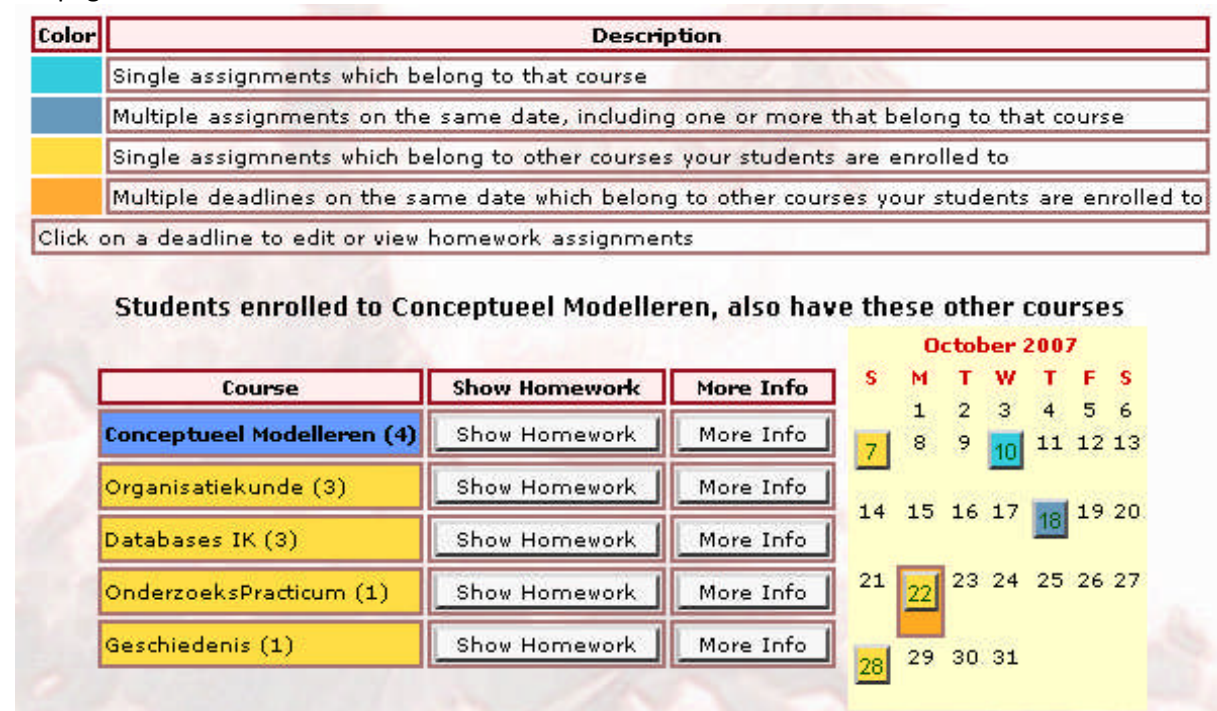 Color Description
Single assignments which belong to that course
Multiple assignments on the same date, including one or more that belong to that course
Single assigmnents which belong to other courses your students are enrolled to
Multiple deadlines on the same date which belong to other courses your students are enrolled to
Click on a deadline to edit or view homework assignments
Students enrolled to Conceptueel Modelleren, also have these other courses
Course Show Homework More Info
Conceptueel Modelleren (4) Show Homework More Info
Organisatiekunde (3) Show Homework More Info
Databases IK (3) Show Homework More Info
OnderzoeksPracticum (1) Show Homework More Info
Geschiedenis (1) Show Homework More Info
October 2007
S M T W T F S
1 2 3 4 5 6
7 8 9 10 11 12 13
14 15 16 17 18 19 20
21 22 23 24 25 26 27
28 29 30 31